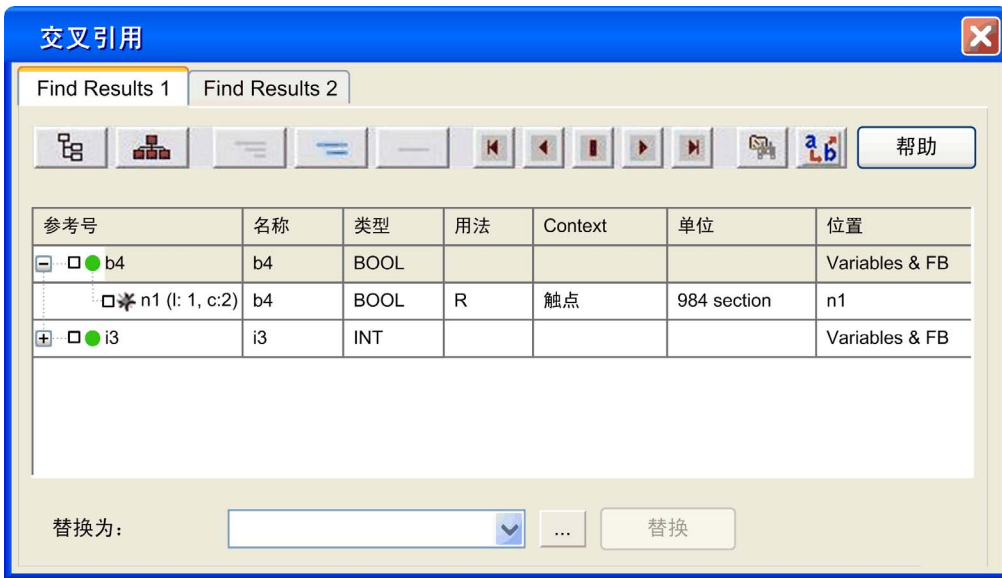 交叉引用
Find Results 1 Find Results 2
a b 帮助
参考号 名称 类型 用法 Context 单位 位置
b4 b4 BOOL Variables & FB
n1 (l: 1, c:2) b4 BOOL R 触点 984 section n1
i3 i3 INT Variables & FB
替换为: ... 替换